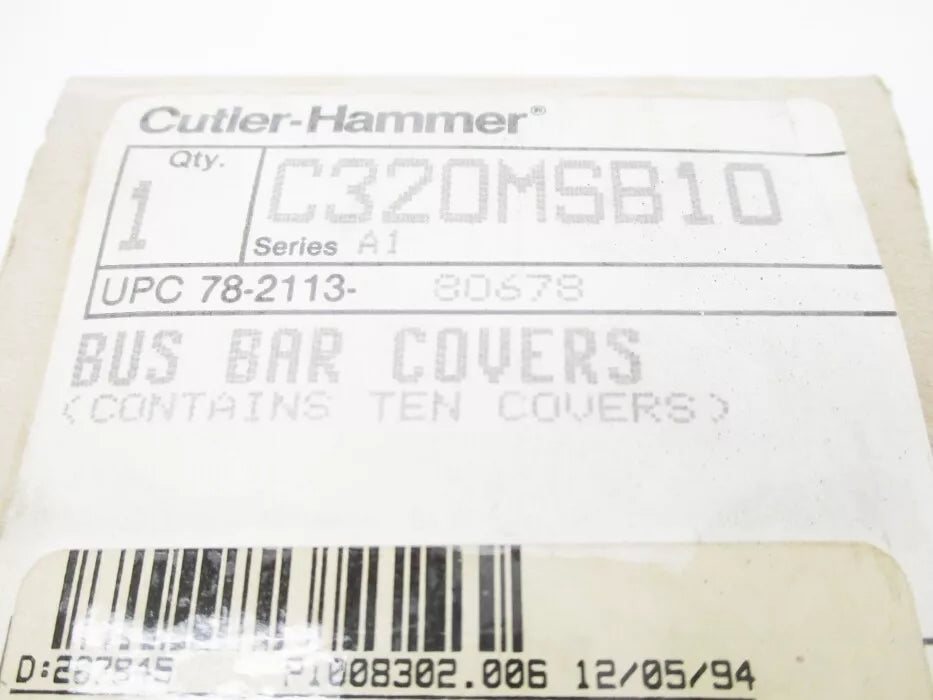 Cutler-Hammer®
Qty.
1
C320MSB10
Series A1
UPC 78-2113- 80678
BUS BAR COVERS
(CONTAINS TEN COVERS)
D:267845 P1008302.006 12/05/94